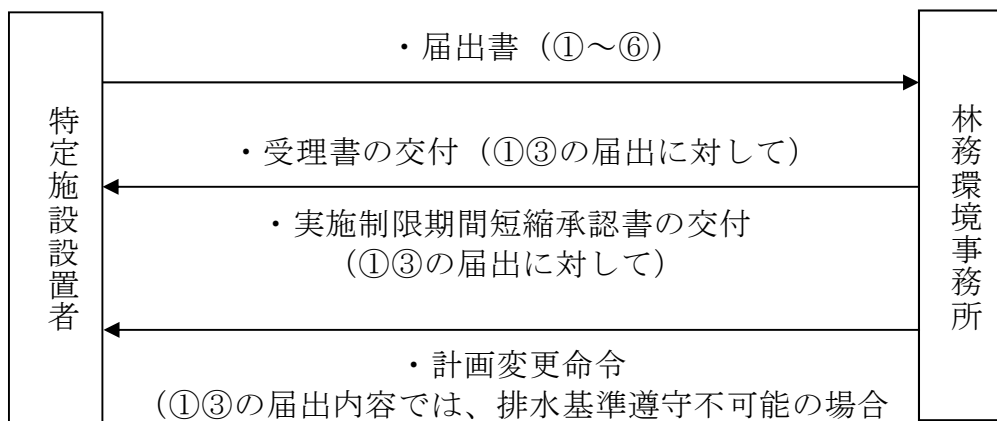 ・届出書（①～⑥）
特定施設設置者
林務環境事務所
・受理書の交付（①③の届出に対して）
・実施制限期間短縮承認書の交付
（①③の届出に対して）
・計画変更命令
（①③の届出内容では、排水基準遵守不可能の場合